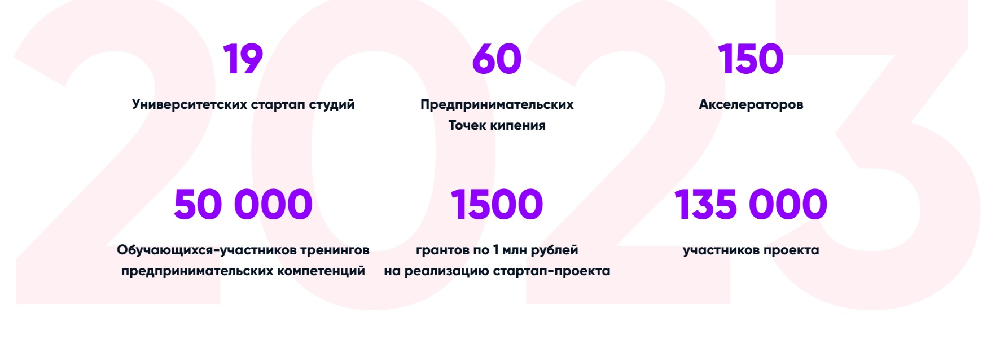 2023
19
Университетских стартап студий
60
Предпринимательских
Точек кипения
150
Акселераторов
50 000
Обучающихся-участников тренингов
предпринимательских компетенций
1500
грантов по 1 млн рублей
на реализацию стартап-проекта
135 000
участников проекта